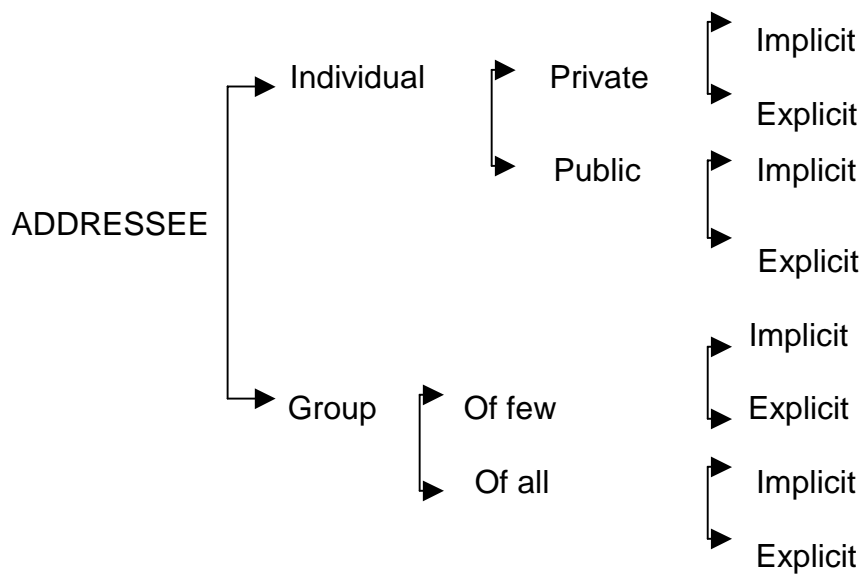 Implicit
Individual Private
Explicit
Public Implicit
ADDRESSEE
Explicit
Implicit
Group Of few Explicit
Of all Implicit
Explicit